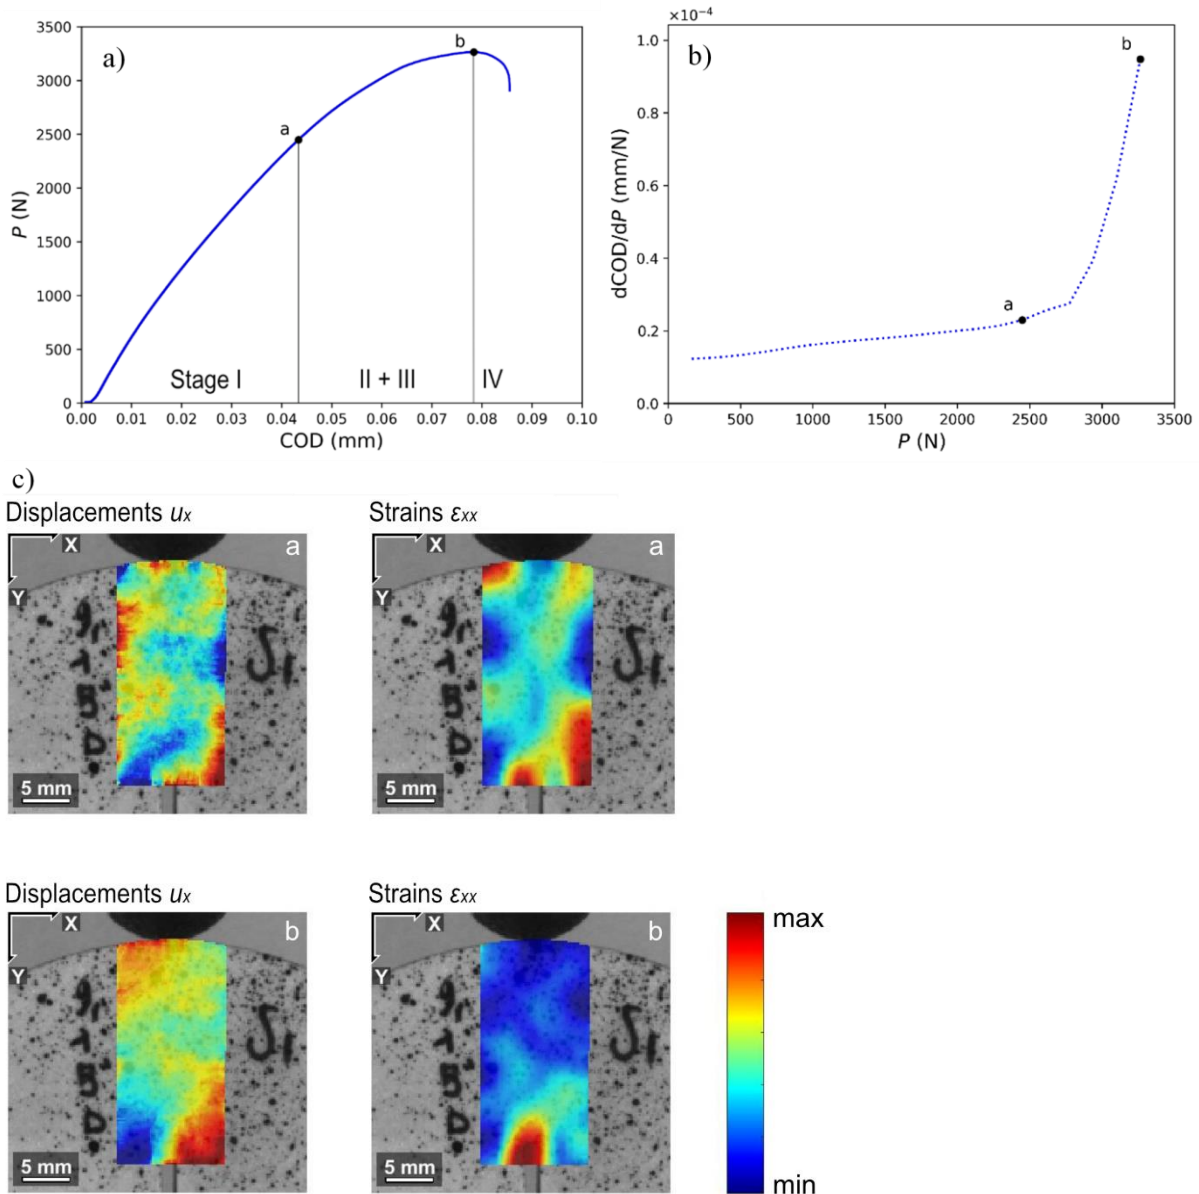 a)
3500
3000
2500
2000
1500
1000
500
0
P (N)
a
b
Stage I
II + III
IV
0.00 0.01 0.02 0.03 0.04 0.05 0.06 0.07 0.08 0.09 0.10
COD (mm)
×10⁻⁴
b)
1.0
0.8
0.6
0.4
0.2
0.0
dCOD/dP (mm/N)
a
b
0 500 1000 1500 2000 2500 3000 3500
P (N)
c)
Displacements uₓ
X
Y
a
5 mm
Strains εₓₓ
X
Y
a
5 mm
Displacements uₓ
X
Y
b
5 mm
Strains εₓₓ
X
Y
b
5 mm
max
min